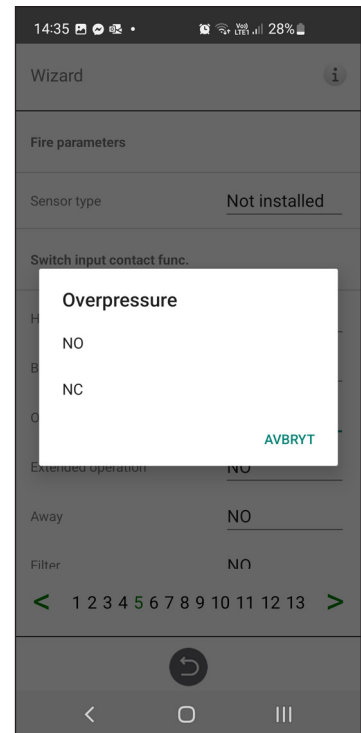 14:35 28%
Wizard i
Fire parameters
Sensor type Not installed
Switch input contact func.
Overpressure
H
NO
B
NC
O
AVBRYT
Extended operation NO
Away NO
Filter NO
< 1 2 3 4 5 6 7 8 9 10 11 12 13 >